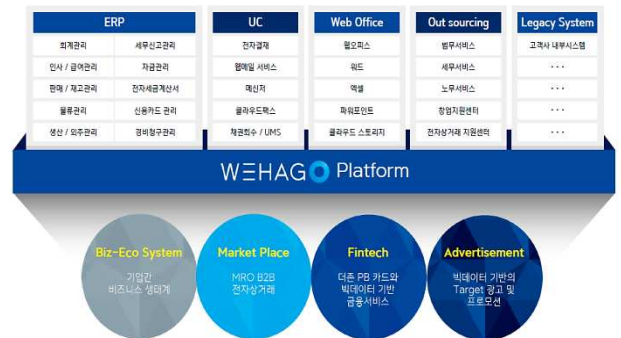 ERP
회계관리 세무신고관리
인사 / 급여관리 자금관리
판매 / 재고관리 전자세금계산서
물류관리 신용카드 관리
생산 / 외주관리 경비청구관리
UC
전자결재
웹메일 서비스
메신저
클라우드팩스
채권회수 / UMS
Web Office
웹오피스
워드
엑셀
파워포인트
클라우드 스토리지
Out sourcing
법무서비스
세무서비스
노무서비스
창업지원센터
전자상거래 지원센터
Legacy System
고객사 내부시스템
...
...
...
...
WEHAGO Platform
Biz-Eco System
기업간
비즈니스 생태계
Market Place
MRO B2B
전자상거래
Fintech
더존 PB 카드와
빅데이터 기반
금융서비스
Advertisement
빅데이터 기반의
Target 광고 및
프로모션